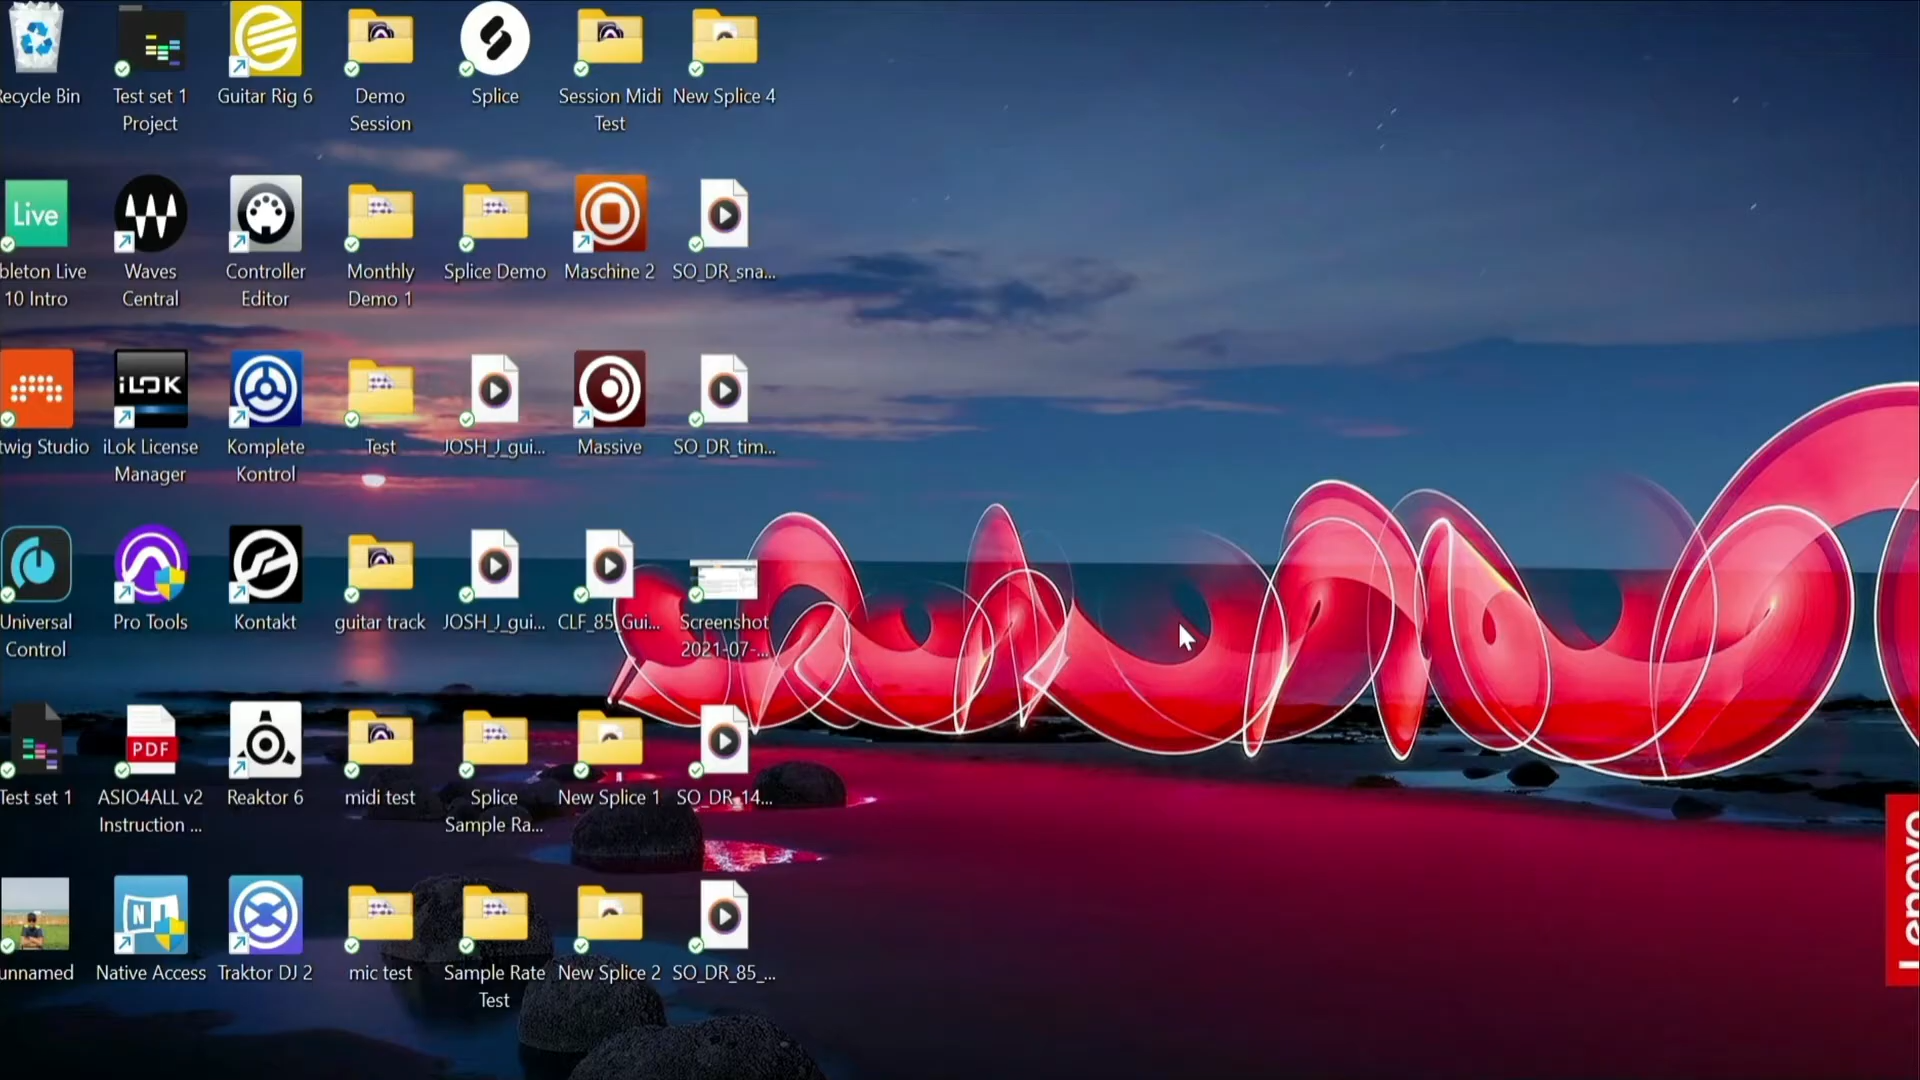 Recycle Bin
Test set 1
Project
Guitar Rig 6
Demo
Session
Splice
Session Midi
Test
New Splice 4
Live
bleton Live
10 Intro
Waves
Central
Controller
Editor
Monthly
Demo 1
Splice Demo
Maschine 2
SO_DR_sna...
twig Studio
iLOK
iLok License
Manager
Komplete
Kontrol
Test
JOSH_J_gui...
Massive
SO_DR_tim...
Universal
Control
Pro Tools
Kontakt
guitar track
JOSH_J_gui...
CLF_85_Gui...
Screenshot
2021-07-...
Test set 1
PDF
ASIO4ALL v2
Instruction ...
Reaktor 6
midi test
Splice
Sample Ra...
New Splice 1
SO_DR_14...
unnamed
Native Access
Traktor DJ 2
mic test
Sample Rate
Test
New Splice 2
SO_DR_85_...
Lenovo